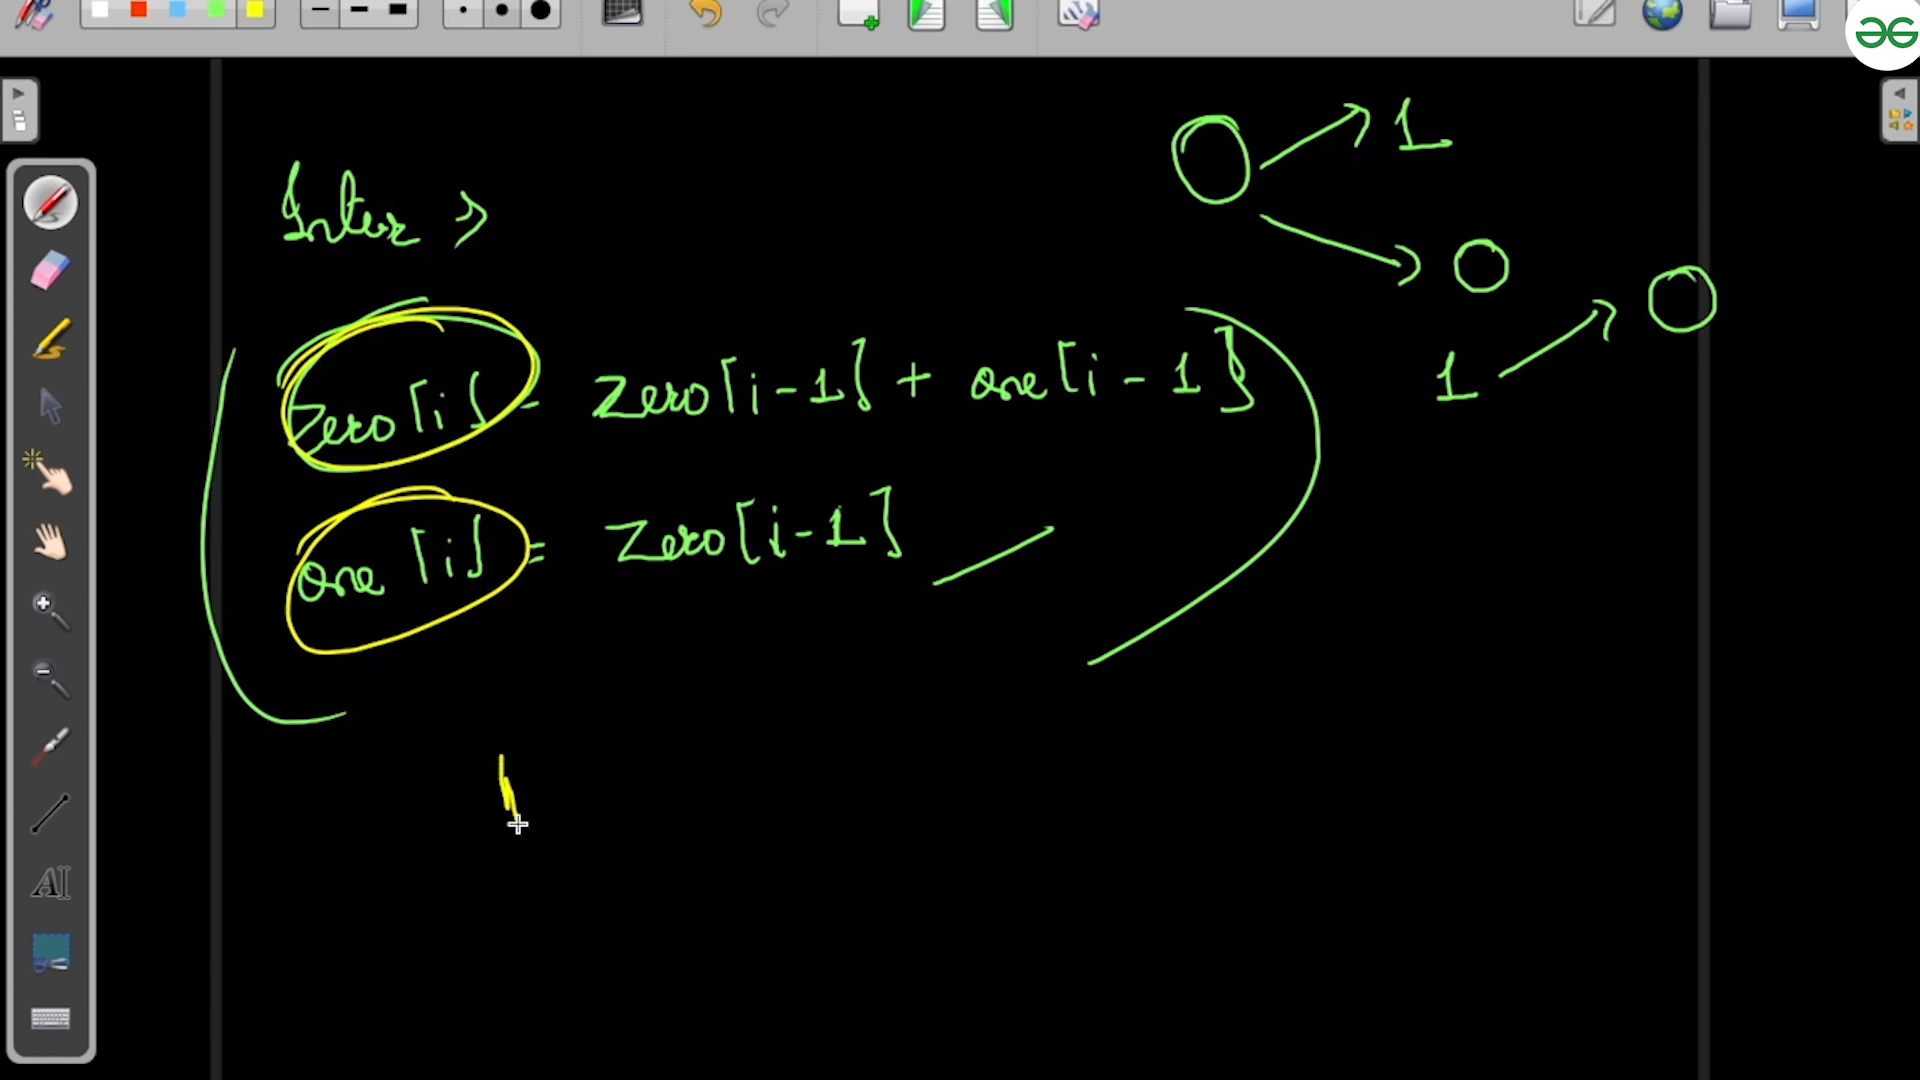 Inter >
1
0
0 0
zero[i] = zero[i-1] + one[i-1]
1
one[i] = zero[i-1]